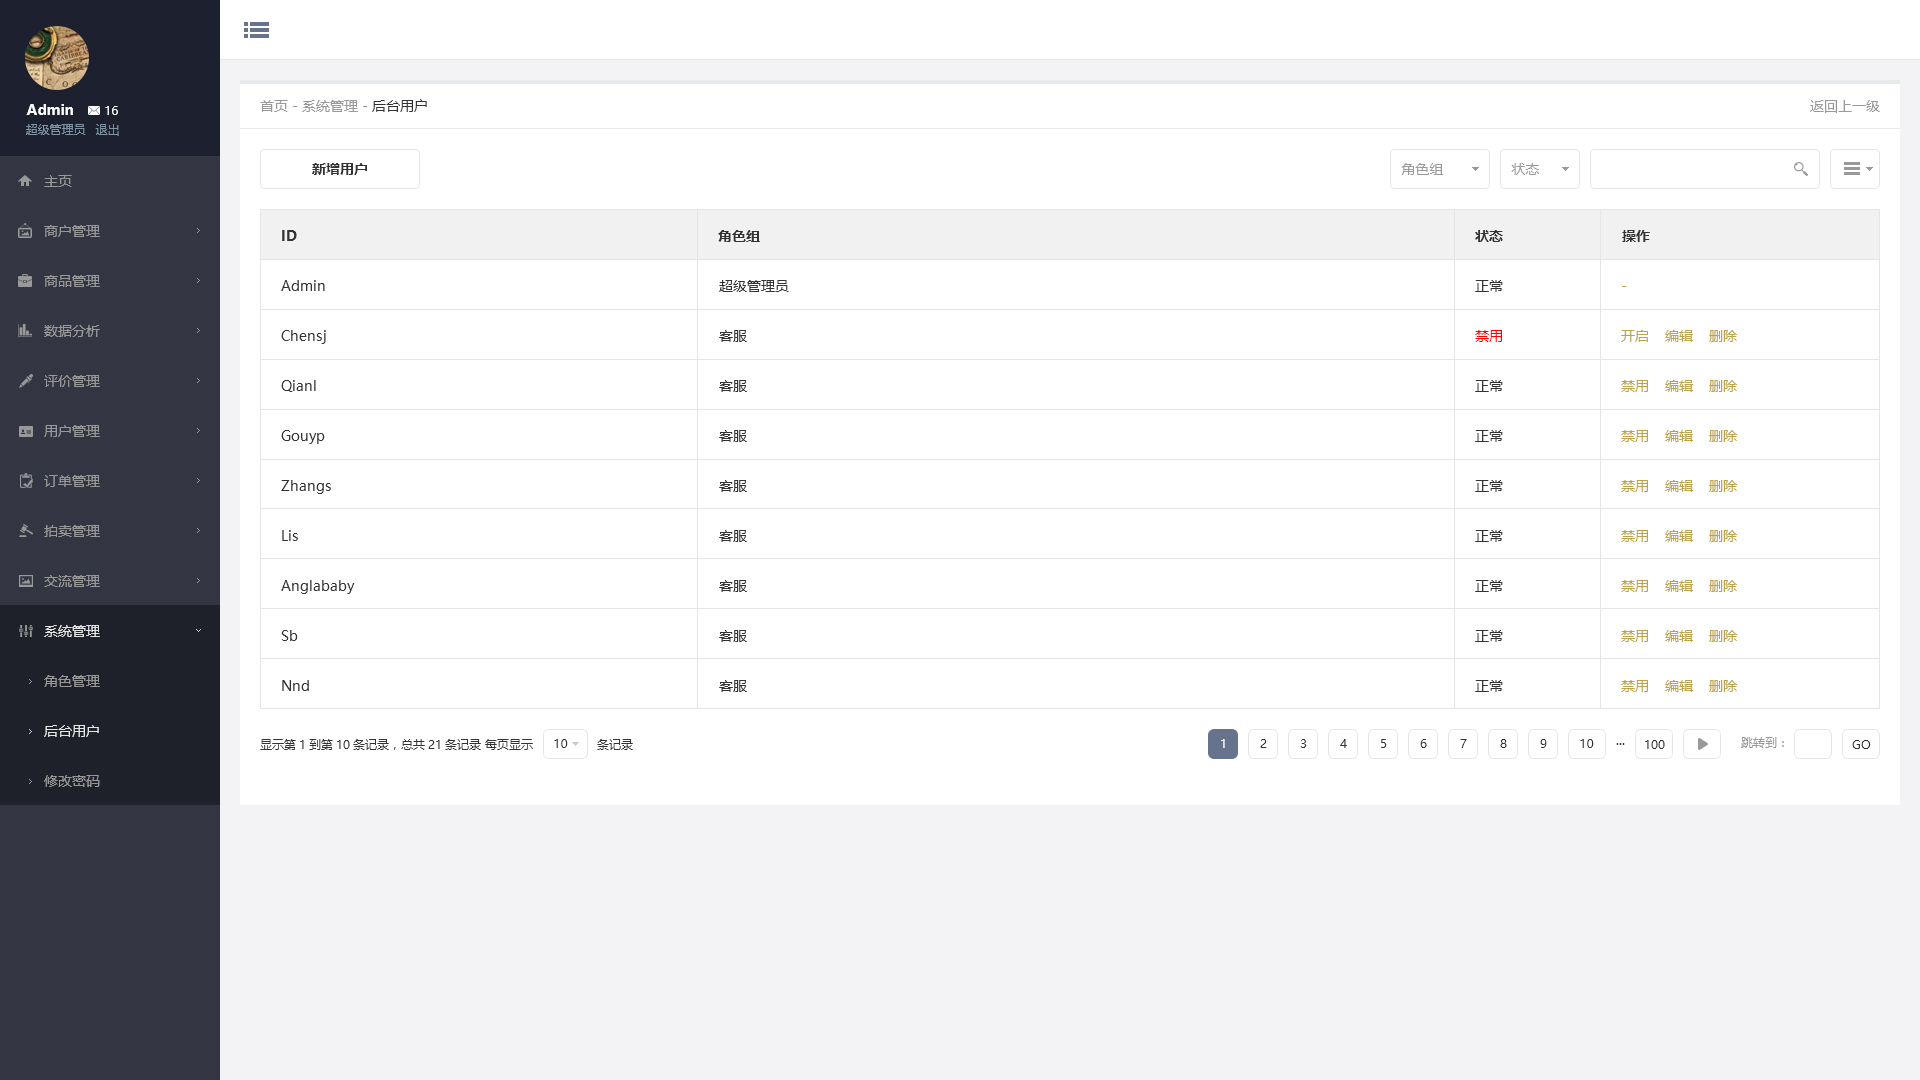 Admin 16
超级管理员 退出
主页
商户管理
商品管理
数据分析
评价管理
用户管理
订单管理
拍卖管理
交流管理
系统管理
角色管理
后台用户
修改密码
首页 - 系统管理 - 后台用户 返回上一级
新增用户 角色组 状态
ID 角色组 状态 操作
Admin 超级管理员 正常 -
Chensj 客服 禁用 开启 编辑 删除
Qianl 客服 正常 禁用 编辑 删除
Gouyp 客服 正常 禁用 编辑 删除
Zhangs 客服 正常 禁用 编辑 删除
Lis 客服 正常 禁用 编辑 删除
Anglababy 客服 正常 禁用 编辑 删除
Sb 客服 正常 禁用 编辑 删除
Nnd 客服 正常 禁用 编辑 删除
显示第 1 到第 10 条记录，总共 21 条记录 每页显示 10 条记录 1 2 3 4 5 6 7 8 9 10 ··· 100 跳转到： GO